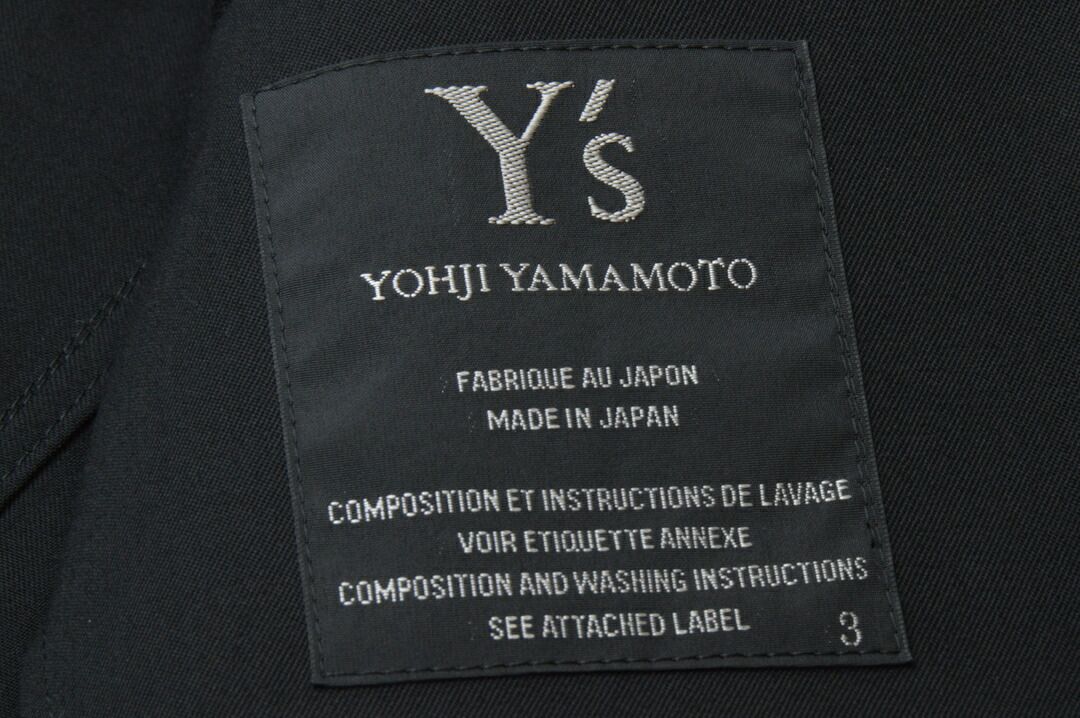 Y's
YOHJI YAMAMOTO
FABRIQUE AU JAPON
MADE IN JAPAN
COMPOSITION ET INSTRUCTIONS DE LAVAGE
VOIR ETIQUETTE ANNEXE
COMPOSITION AND WASHING INSTRUCTIONS
SEE ATTACHED LABEL
3